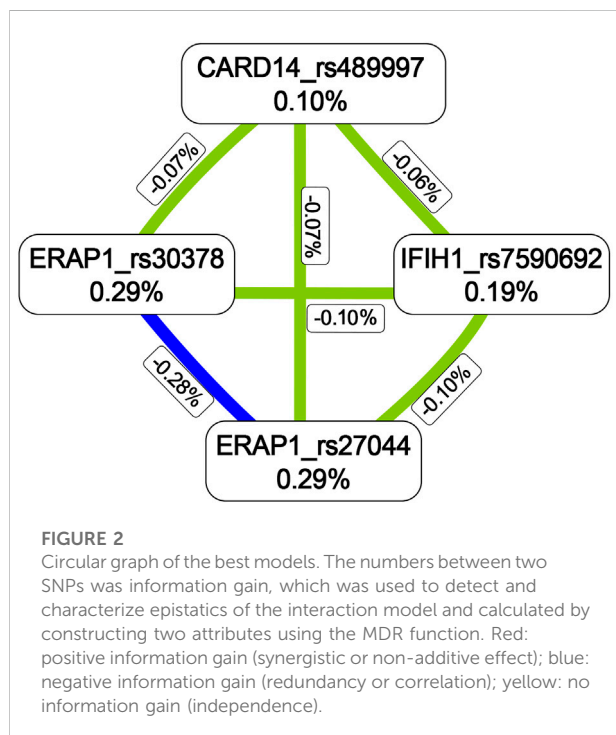 CARD14_rs489997
0.10%
-0.07%
-0.06%
-0.07%
ERAP1_rs30378
0.29%
IFIH1_rs7590692
0.19%
-0.10%
-0.28%
-0.10%
ERAP1_rs27044
0.29%
FIGURE 2
Circular graph of the best models. The numbers between two
SNPs was information gain, which was used to detect and
characterize epistatics of the interaction model and calculated by
constructing two attributes using the MDR function. Red:
positive information gain (synergistic or non-additive effect); blue:
negative information gain (redundancy or correlation); yellow: no
information gain (independence).